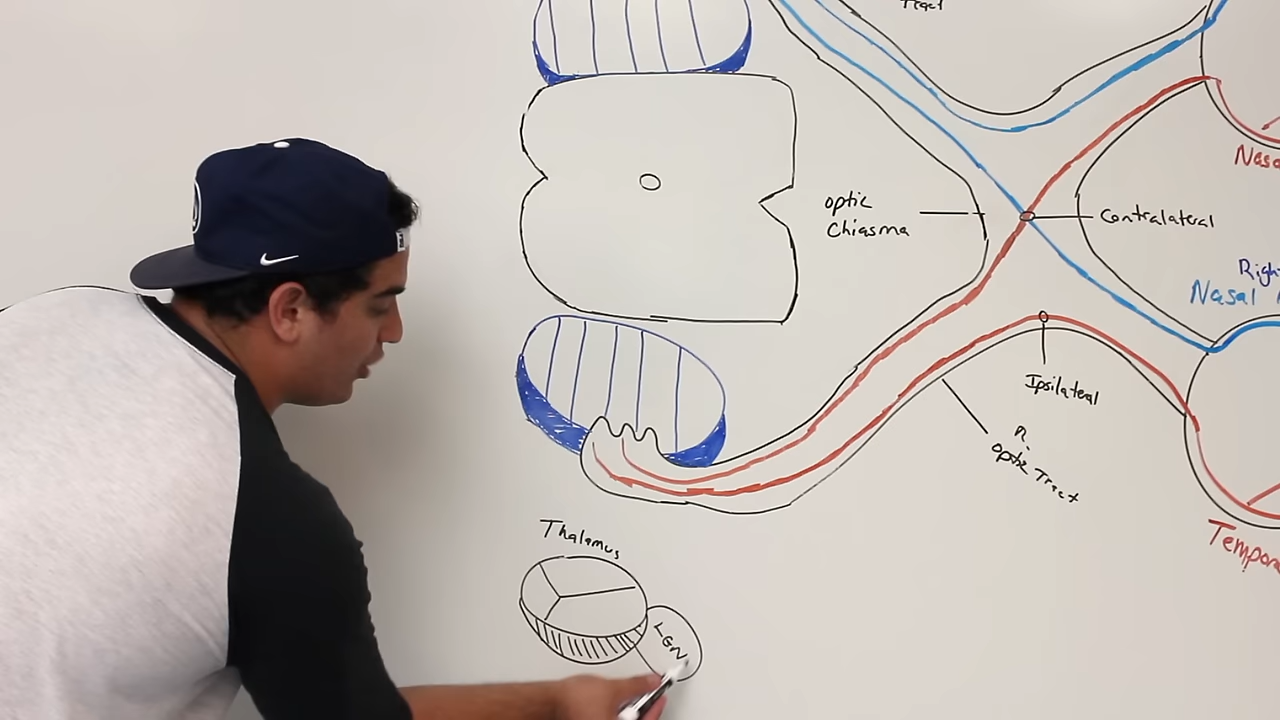 Tract
Nasa
optic
Chiasma
Contralateral
Right
Nasal
Ipsilateral
R.
optic Tract
Tempora
Thalamus
LGN